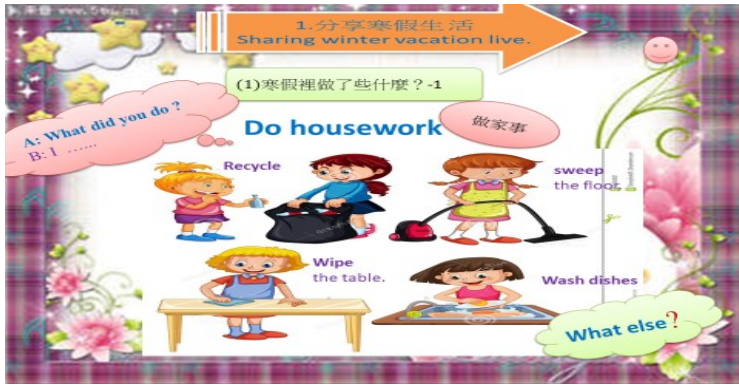 1.分享寒假生活
Sharing winter vacation live.
(1)寒假裡做了些什麼？-1
A: What did you do ?
B: I ……
Do housework
做家事
Recycle
sweep
the floor.
Wipe
the table.
Wash dishes
What else?